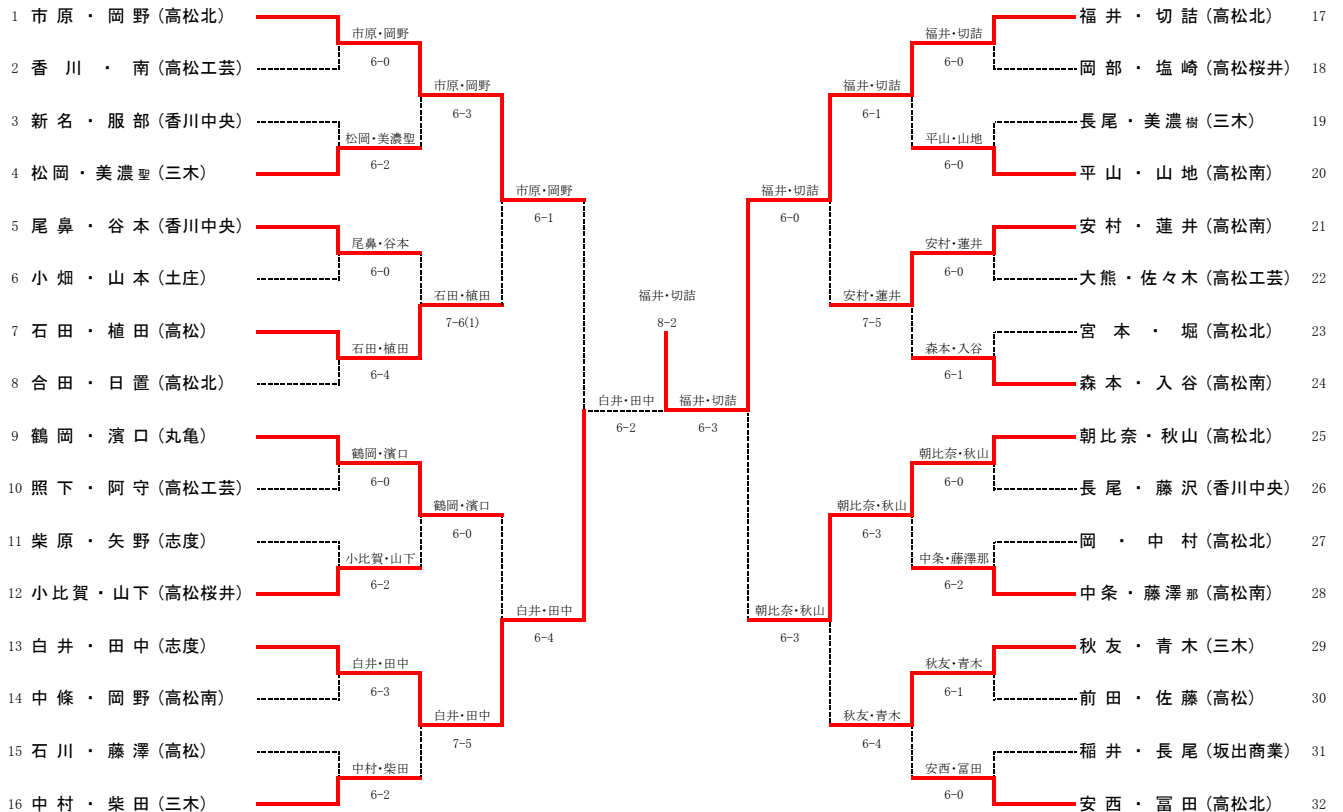 1 市原・岡野 (高松北)
2 香川・南 (高松工芸)
3 新名・服部 (香川中央)
4 松岡・美濃聖 (三木)
5 尾鼻・谷本 (香川中央)
6 小畑・山本 (土庄)
7 石田・植田 (高松)
8 合田・日置 (高松北)
9 鶴岡・濱口 (丸亀)
10 照下・阿守 (高松工芸)
11 柴原・矢野 (志度)
12 小比賀・山下 (高松桜井)
13 白井・田中 (志度)
14 中條・岡野 (高松南)
15 石川・藤澤 (高松)
16 中村・柴田 (三木)
市原・岡野
6-0
松岡・美濃聖
6-2
尾鼻・谷本
6-0
石田・植田
6-4
鶴岡・濱口
6-0
小比賀・山下
6-2
白井・田中
6-3
中村・柴田
6-2
市原・岡野
6-3
石田・植田
7-6(1)
鶴岡・濱口
6-0
白井・田中
7-5
市原・岡野
6-1
白井・田中
6-4
白井・田中
6-2
福井・切詰
8-2
福井・切詰
6-3
福井・切詰
6-0
朝比奈・秋山
6-3
福井・切詰
6-1
安村・蓮井
7-5
朝比奈・秋山
6-3
秋友・青木
6-4
福井・切詰
6-0
平山・山地
6-0
安村・蓮井
6-0
森本・入谷
6-1
朝比奈・秋山
6-0
中条・藤澤那
6-2
秋友・青木
6-1
安西・冨田
6-0
福井・切詰 (高松北) 17
岡部・塩崎 (高松桜井) 18
長尾・美濃樹 (三木) 19
平山・山地 (高松南) 20
安村・蓮井 (高松南) 21
大熊・佐々木 (高松工芸) 22
宮本・堀 (高松北) 23
森本・入谷 (高松南) 24
朝比奈・秋山 (高松北) 25
長尾・藤沢 (香川中央) 26
岡・中村 (高松北) 27
中条・藤澤那 (高松南) 28
秋友・青木 (三木) 29
前田・佐藤 (高松) 30
稲井・長尾 (坂出商業) 31
安西・冨田 (高松北) 32